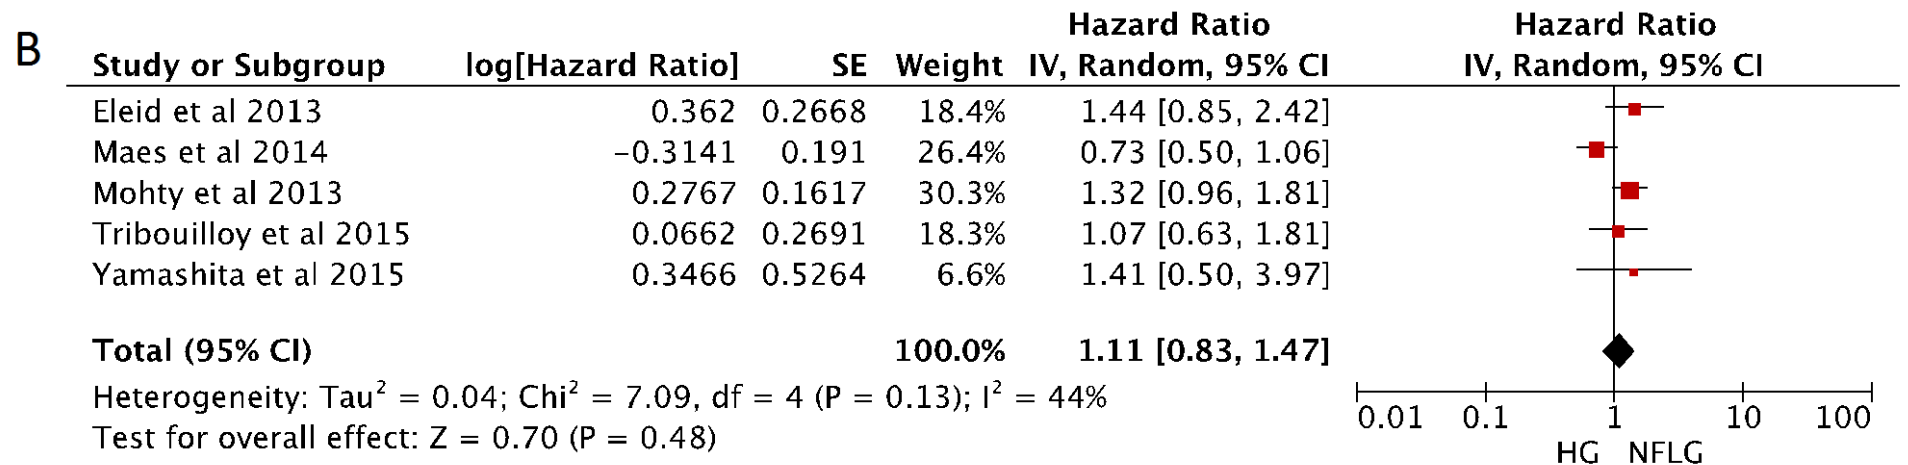 B
Hazard Ratio Hazard Ratio
Study or Subgroup log[Hazard Ratio] SE Weight IV, Random, 95% CI IV, Random, 95% CI
Eleid et al 2013 0.362 0.2668 18.4% 1.44 [0.85, 2.42]
Maes et al 2014 −0.3141 0.191 26.4% 0.73 [0.50, 1.06]
Mohty et al 2013 0.2767 0.1617 30.3% 1.32 [0.96, 1.81]
Tribouilloy et al 2015 0.0662 0.2691 18.3% 1.07 [0.63, 1.81]
Yamashita et al 2015 0.3466 0.5264 6.6% 1.41 [0.50, 3.97]
Total (95% CI) 100.0% 1.11 [0.83, 1.47]
Heterogeneity: Tau² = 0.04; Chi² = 7.09, df = 4 (P = 0.13); I² = 44%
Test for overall effect: Z = 0.70 (P = 0.48)
0.01 0.1 1 10 100
HG NFLG